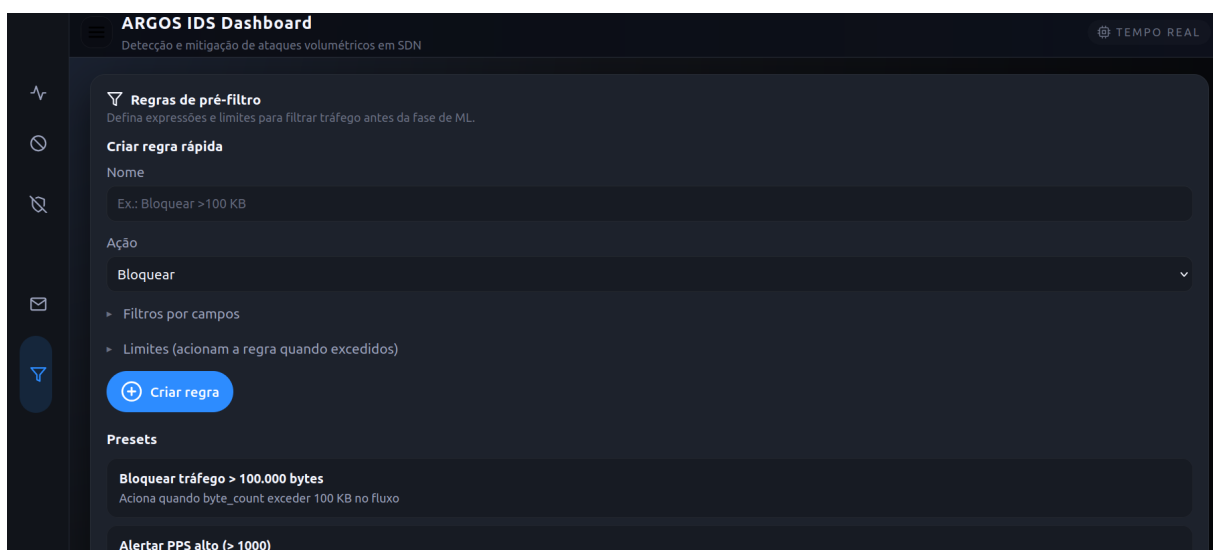 ARGOS IDS Dashboard
Detecção e mitigação de ataques volumétricos em SDN
TEMPO REAL
Regras de pré-filtro
Defina expressões e limites para filtrar tráfego antes da fase de ML.
Criar regra rápida
Nome
Ex.: Bloquear >100 KB
Ação
Bloquear
Filtros por campos
Limites (acionam a regra quando excedidos)
Criar regra
Presets
Bloquear tráfego > 100.000 bytes
Aciona quando byte_count exceder 100 KB no fluxo
Alertar PPS alto (> 1000)